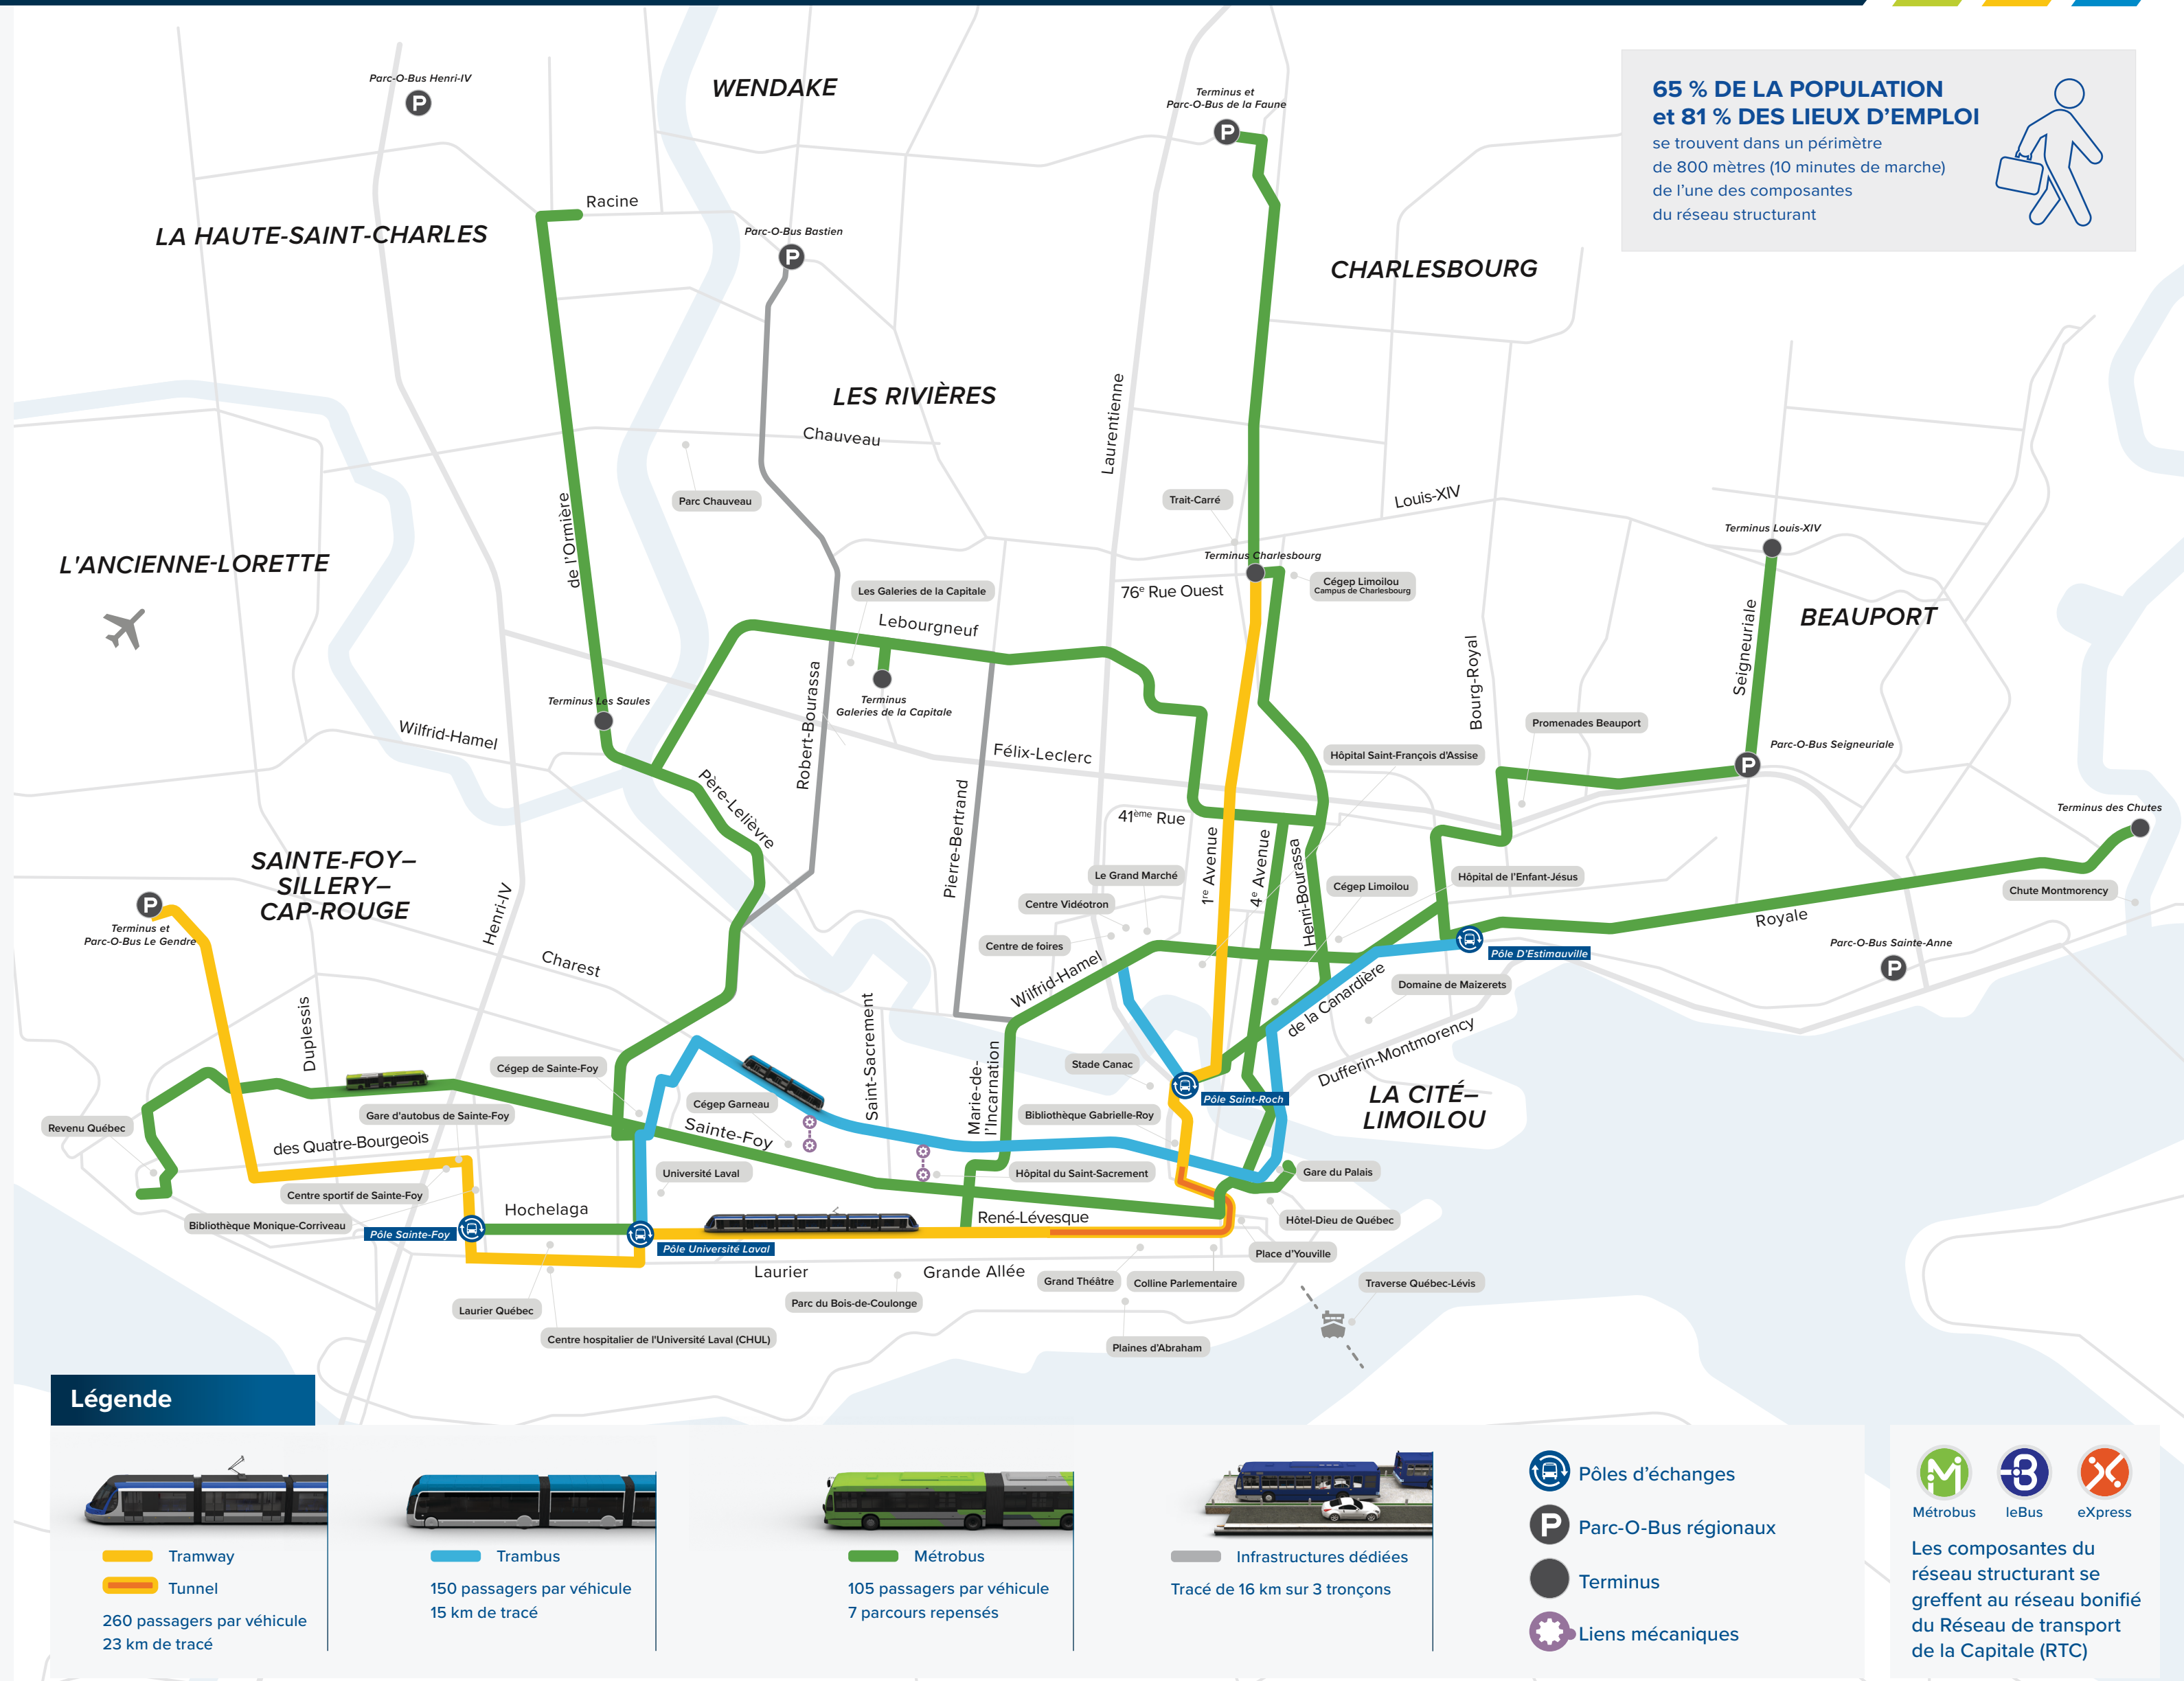 65 % DE LA POPULATION
et 81 % DES LIEUX D'EMPLOI
se trouvent dans un périmètre
de 800 mètres (10 minutes de marche)
de l'une des composantes
du réseau structurant
Parc-O-Bus Henri-IV
WENDAKE
Terminus et
Parc-O-Bus de la Faune
Racine
LA HAUTE-SAINT-CHARLES
Parc-O-Bus Bastien
CHARLESBOURG
LES RIVIÈRES
Chauveau
Laurentienne
Parc Chauveau
Trait-Carré
Louis-XIV
de l'Ormière
Terminus Louis-XIV
L'ANCIENNE-LORETTE
Terminus Charlesbourg
Les Galeries de la Capitale
76e Rue Ouest
Cégep Limoilou
Campus de Charlesbourg
Lebourgneuf
BEAUPORT
Seigneuriale
Bourg-Royal
Robert-Bourassa
Terminus Les Saules
Terminus
Galeries de la Capitale
Promenades Beauport
Wilfrid-Hamel
Félix-Leclerc
Hôpital Saint-François d'Assise
Parc-O-Bus Seigneuriale
Père-Lelièvre
Terminus des Chutes
Pierre-Bertrand
41ème Rue
1re Avenue
4e Avenue
Henri-Bourassa
SAINTE-FOY–
SILLERY–
CAP-ROUGE
Le Grand Marché
Cégep Limoilou
Hôpital de l'Enfant-Jésus
Chute Montmorency
Centre Vidéotron
Royale
Henri-IV
Terminus et
Parc-O-Bus Le Gendre
Centre de foires
Parc-O-Bus Sainte-Anne
Pôle D'Estimauville
Charest
Wilfrid-Hamel
Domaine de Maizerets
de la Canardière
Duplessis
Saint-Sacrement
Dufferin-Montmorency
Marie-de-
l'Incarnation
Cégep de Sainte-Foy
Stade Canac
Cégep Garneau
Pôle Saint-Roch
LA CITÉ–
LIMOILOU
Gare d'autobus de Sainte-Foy
Bibliothèque Gabrielle-Roy
Revenu Québec
Sainte-Foy
des Quatre-Bourgeois
Université Laval
Hôpital du Saint-Sacrement
Gare du Palais
Centre sportif de Sainte-Foy
Hochelaga
René-Lévesque
Bibliothèque Monique-Corriveau
Hôtel-Dieu de Québec
Pôle Sainte-Foy
Pôle Université Laval
Place d'Youville
Laurier
Grande Allée
Grand Théâtre
Colline Parlementaire
Traverse Québec-Lévis
Laurier Québec
Parc du Bois-de-Coulonge
Centre hospitalier de l'Université Laval (CHUL)
Plaines d'Abraham
Légende
Tramway
Tunnel
260 passagers par véhicule
23 km de tracé
Trambus
150 passagers par véhicule
15 km de tracé
Métrobus
105 passagers par véhicule
7 parcours repensés
Infrastructures dédiées
Tracé de 16 km sur 3 tronçons
Pôles d'échanges
P Parc-O-Bus régionaux
Terminus
Liens mécaniques
Métrobus
leBus
eXpress
Les composantes du
réseau structurant se
greffent au réseau bonifié
du Réseau de transport
de la Capitale (RTC)